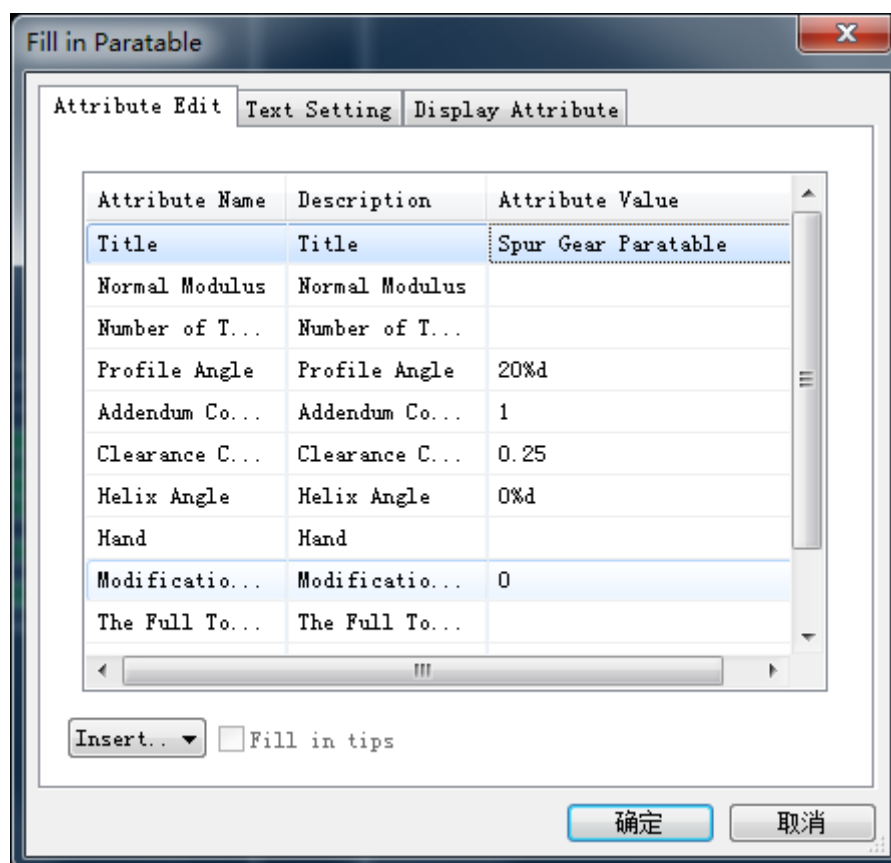 Fill in Paratable
Attribute Edit Text Setting Display Attribute
Attribute Name Description Attribute Value
Title Title Spur Gear Paratable
Normal Modulus Normal Modulus
Number of T... Number of T...
Profile Angle Profile Angle 20%d
Addendum Co... Addendum Co... 1
Clearance C... Clearance C... 0.25
Helix Angle Helix Angle 0%d
Hand Hand
Modificatio... Modificatio... 0
The Full To... The Full To...
Insert.. Fill in tips
确定 取消